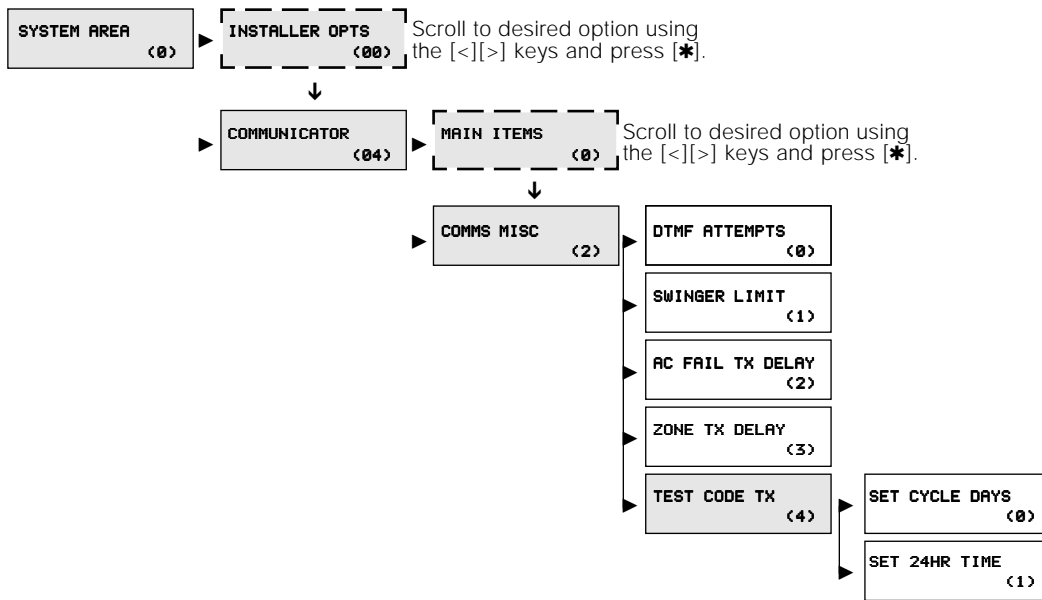 SYSTEM AREA
(0)
INSTALLER OPTS
(00)
Scroll to desired option using
the [<][>] keys and press [✱].
COMMUNICATOR
(04)
MAIN ITEMS
(0)
Scroll to desired option using
the [<][>] keys and press [✱].
COMMS MISC
(2)
DTMF ATTEMPTS
(0)
SWINGER LIMIT
(1)
AC FAIL TX DELAY
(2)
ZONE TX DELAY
(3)
TEST CODE TX
(4)
SET CYCLE DAYS
(0)
SET 24HR TIME
(1)